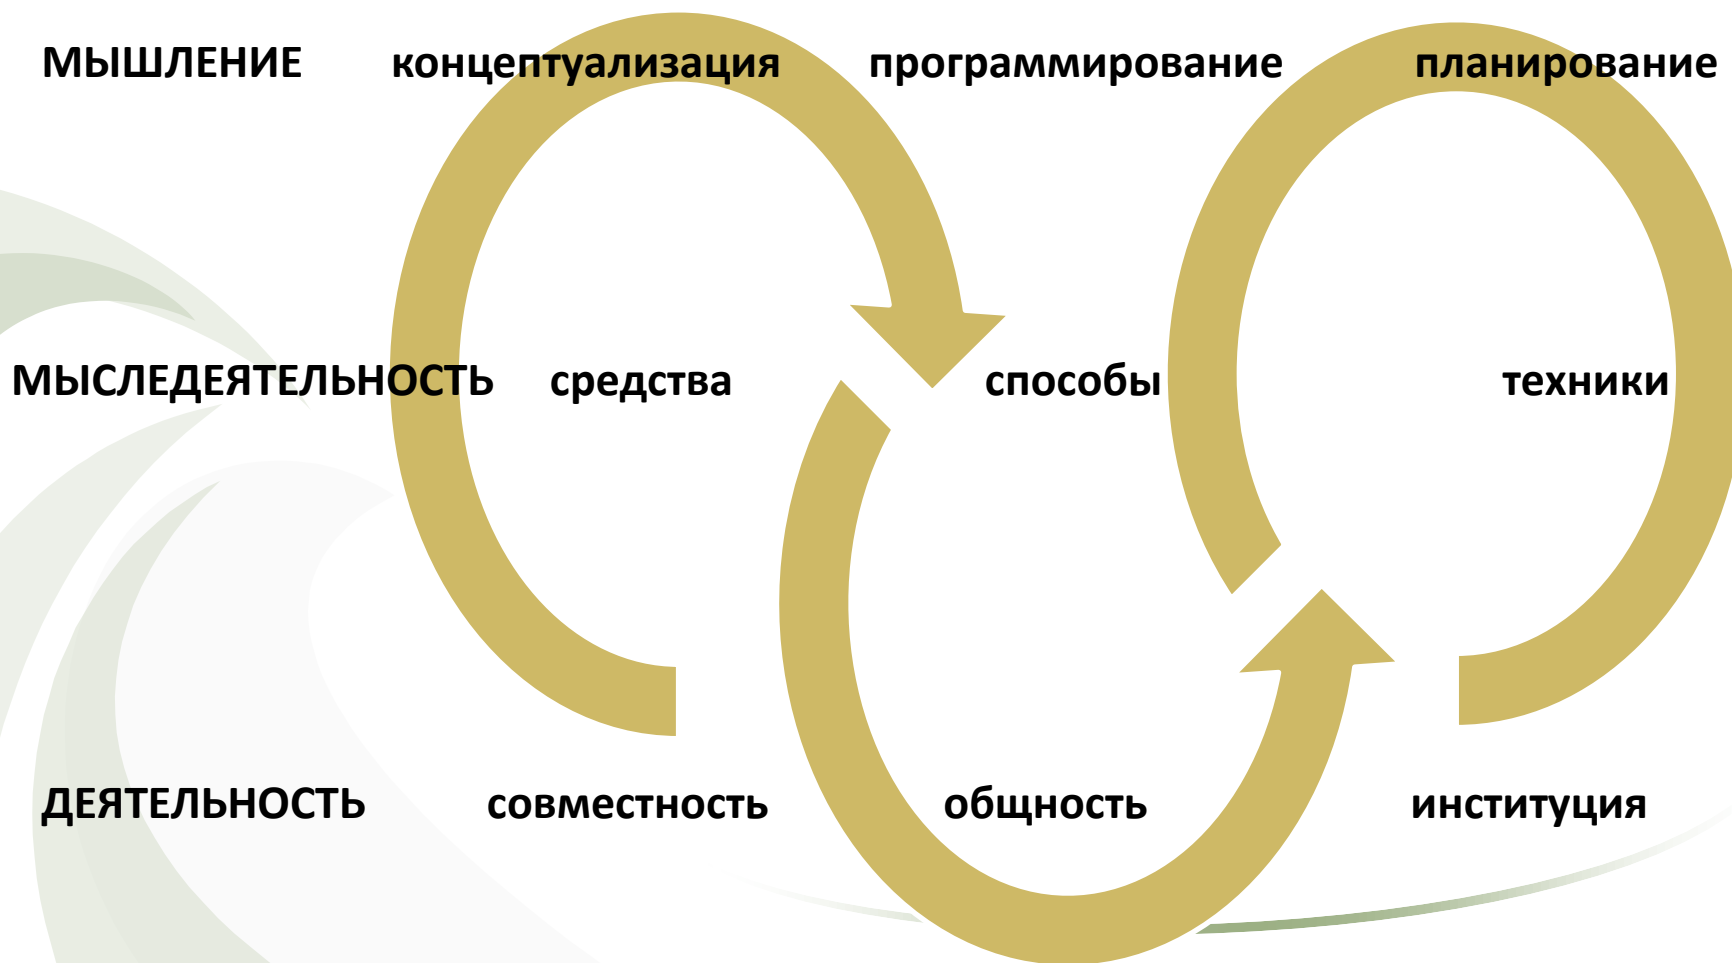 МЫШЛЕНИЕ концептуализация программирование планирование
МЫСЛЕДЕЯТЕЛЬНОСТЬ средства способы техники
ДЕЯТЕЛЬНОСТЬ совместность общность институция